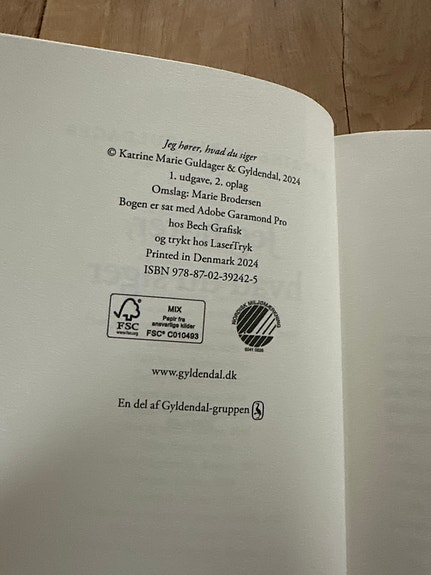 Jeg hører, hvad du siger
© Katrine Marie Guldager & Gyldendal, 2024
1. udgave, 2. oplag
Omslag: Marie Brodersen
Bogen er sat med Adobe Garamond Pro
hos Bech Grafisk
og trykt hos LaserTryk
Printed in Denmark 2024
ISBN 978-87-02-39242-5
FSC
www.fsc.org
MIX
Papir fra
ansvarlige kilder
FSC® C010493
www.gyldendal.dk
En del af Gyldendal-gruppen